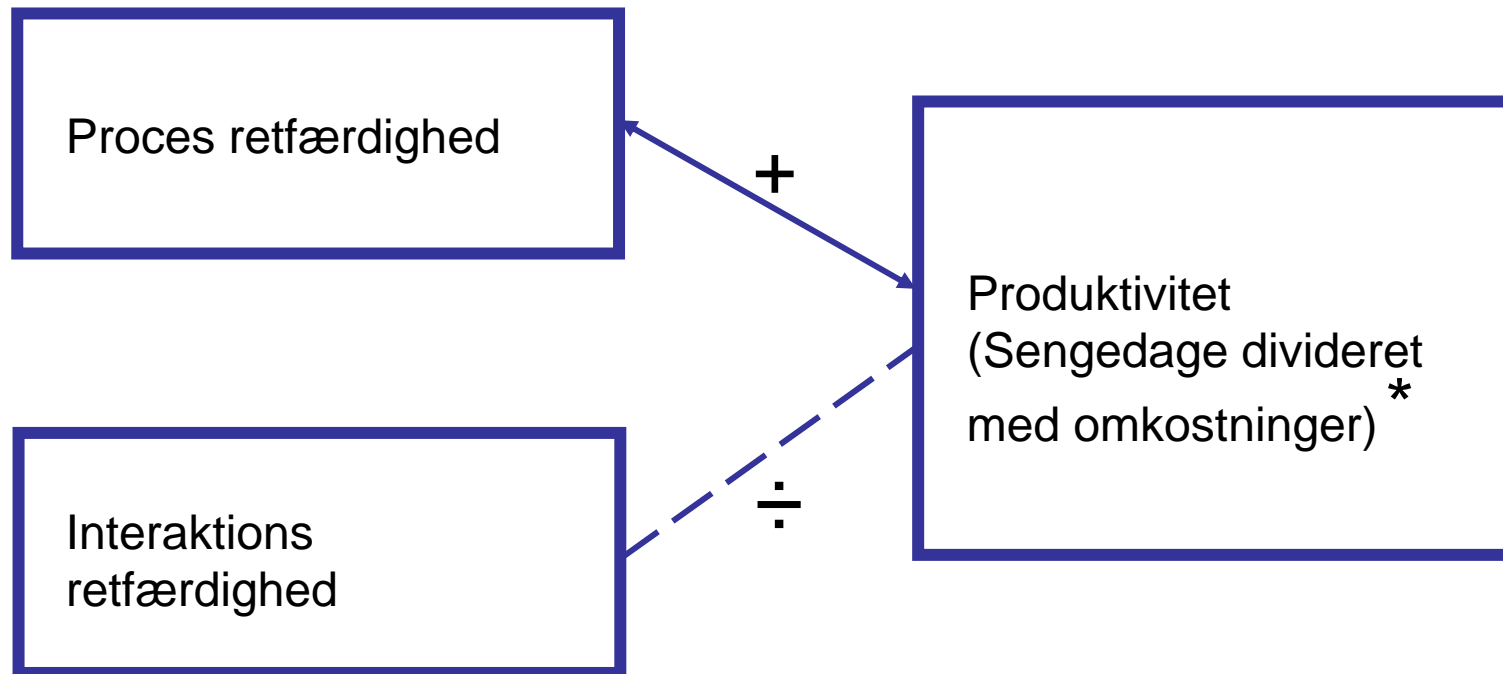 Proces retfærdighed
+
Produktivitet
(Sengedage divideret
med omkostninger) *
÷
Interaktions
retfærdighed